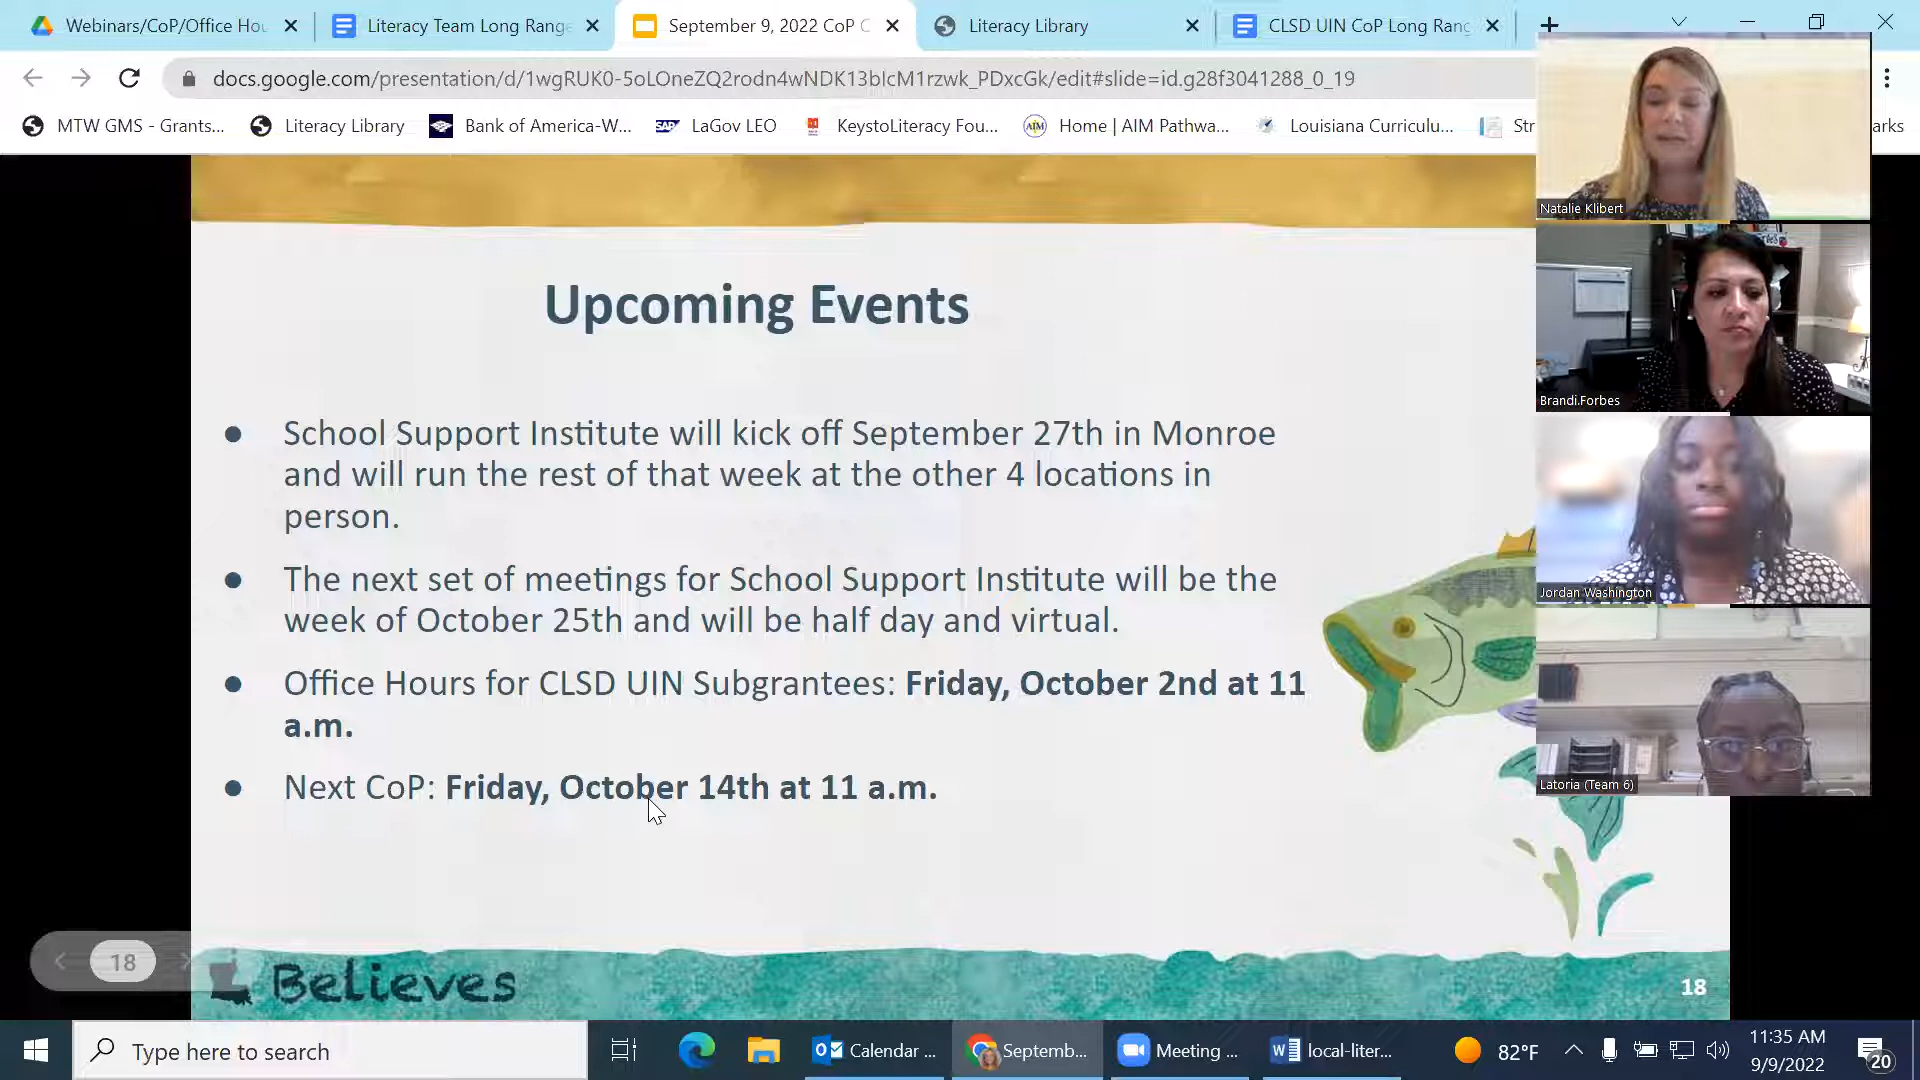 Webinars/CoP/Office Hou
Literacy Team Long Range
September 9, 2022 CoP C
Literacy Library
CLSD UIN CoP Long Rang
docs.google.com/presentation/d/1wgRUK0-5oLOneZQ2rodn4wNDK13blcM1rzwk_PDxcGk/edit#slide=id.g28f3041288_0_19
MTW GMS - Grants...
Literacy Library
Bank of America-W...
SAP
LaGov LEO
KeystoLiteracy Fou...
AIM
Home | AIM Pathwa...
Louisiana Curriculu...
Str
arks
Natalie Klibert
Brandi.Forbes
Jordan Washington
Latoria (Team 6)
Upcoming Events
● School Support Institute will kick off September 27th in Monroe
and will run the rest of that week at the other 4 locations in
person.
● The next set of meetings for School Support Institute will be the
week of October 25th and will be half day and virtual.
● Office Hours for CLSD UIN Subgrantees: Friday, October 2nd at 11
a.m.
● Next CoP: Friday, October 14th at 11 a.m.
18
Believes
18
Type here to search
Calendar ...
Septemb...
Meeting ...
local-liter...
82°F
11:35 AM
9/9/2022
20